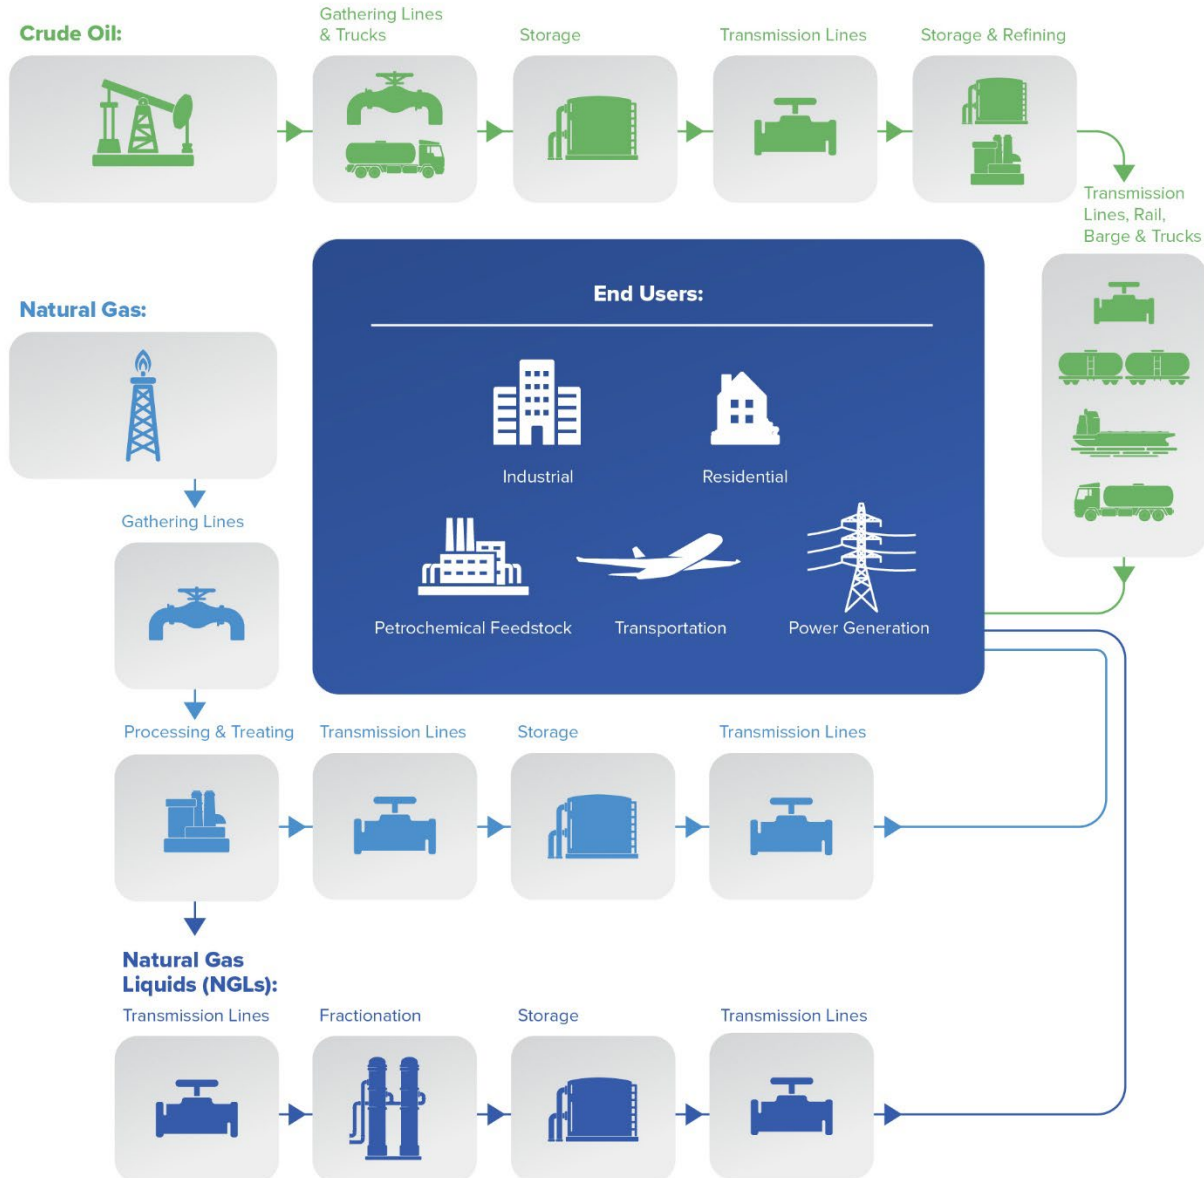 Crude Oil:
Gathering Lines
& Trucks
Storage
Transmission Lines
Storage & Refining
Transmission
Lines, Rail,
Barge & Trucks
End Users:
Industrial
Residential
Petrochemical Feedstock
Transportation
Power Generation
Natural Gas:
Gathering Lines
Processing & Treating
Transmission Lines
Storage
Transmission Lines
Natural Gas
Liquids (NGLs):
Transmission Lines
Fractionation
Storage
Transmission Lines